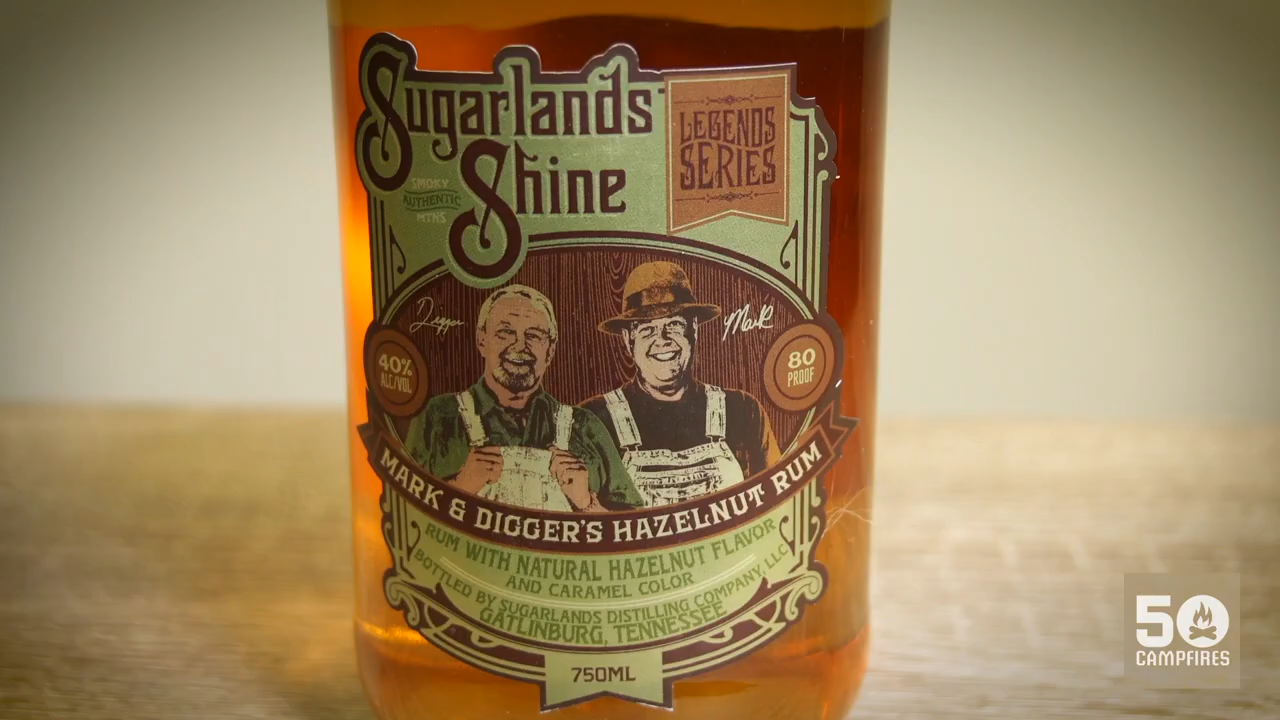 Sugarlands
Shine
LEGENDS
SERIES
SMOKY
AUTHENTIC
MTNS
Digger
Mark
40%
ALC/VOL
80
PROOF
MARK & DIGGER'S HAZELNUT RUM
RUM WITH NATURAL HAZELNUT FLAVOR
AND CARAMEL COLOR
BOTTLED BY SUGARLANDS DISTILLING COMPANY, LLC
GATLINBURG, TENNESSEE
750ML
50
CAMPFIRES